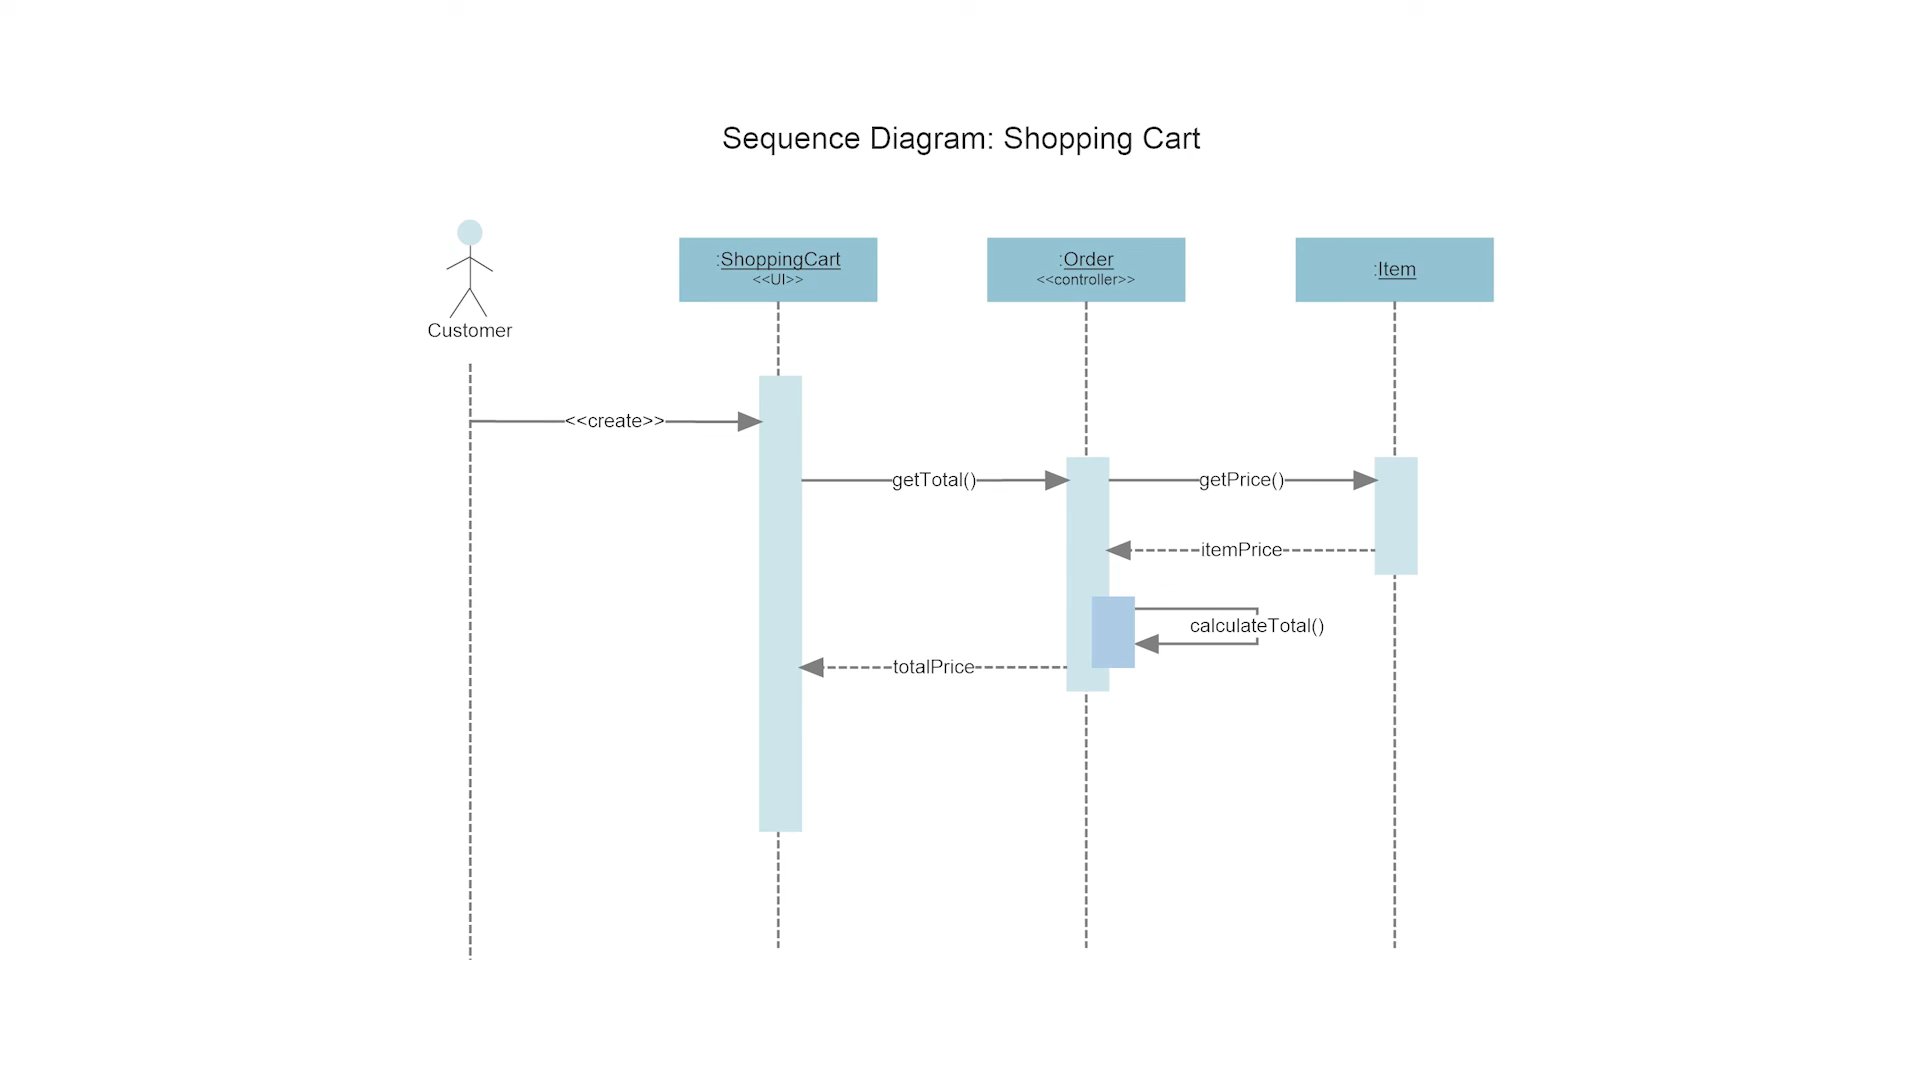 Sequence Diagram: Shopping Cart
:ShoppingCart
<<UI>>
:Order
<<controller>>
:Item
Customer
<<create>>
getTotal()
getPrice()
itemPrice
calculateTotal()
totalPrice